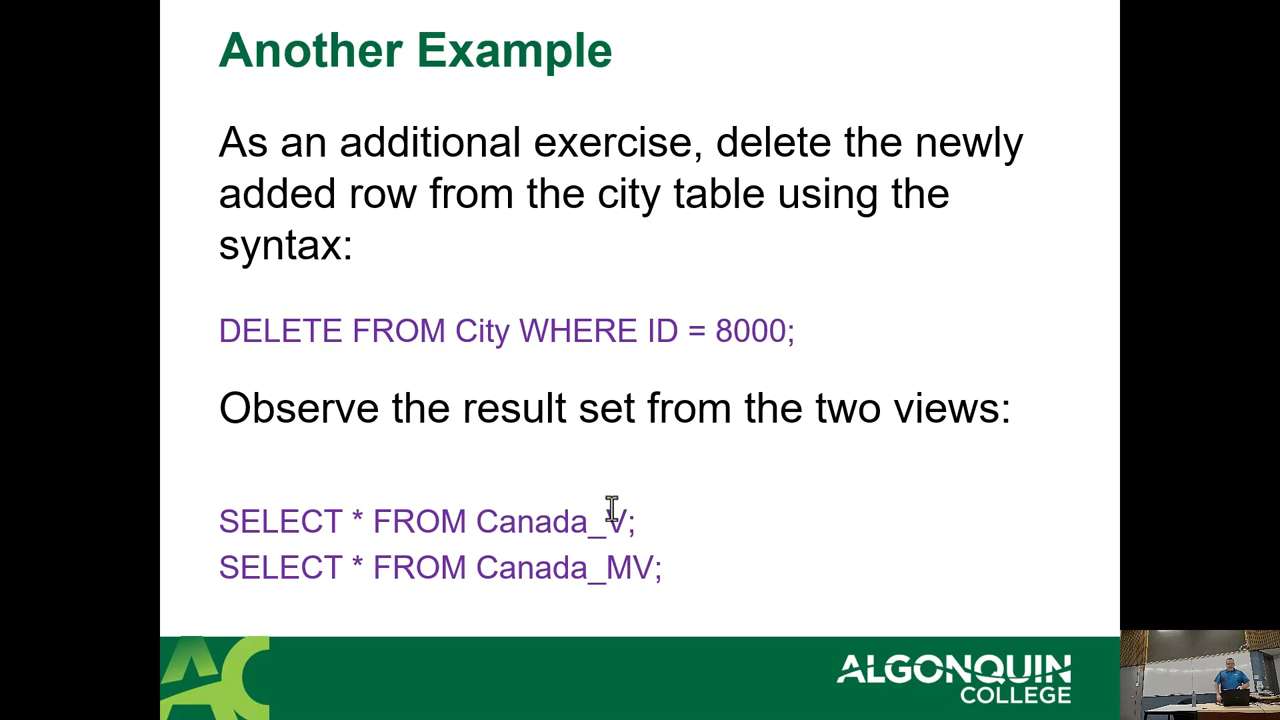 Another Example
As an additional exercise, delete the newly
added row from the city table using the
syntax:
DELETE FROM City WHERE ID = 8000;
Observe the result set from the two views:
SELECT * FROM Canada_V;
SELECT * FROM Canada_MV;
AC
ALGONQUIN
COLLEGE